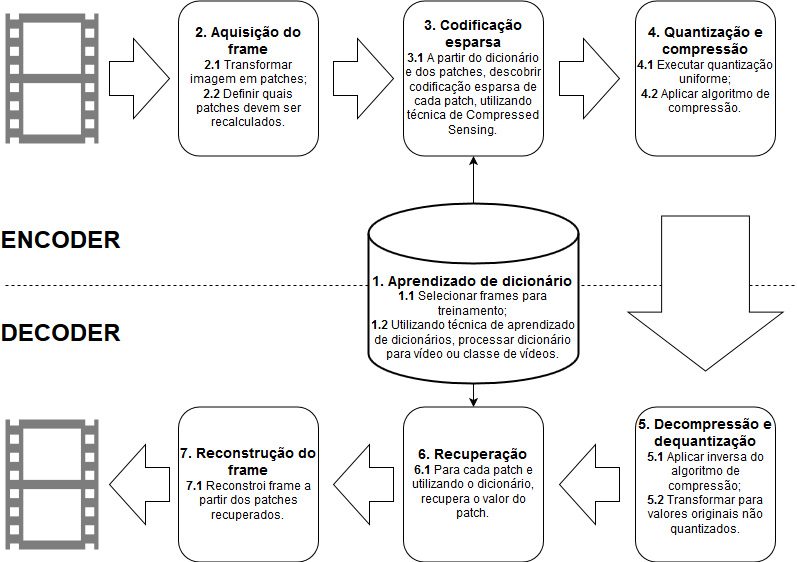 2. Aquisição do
frame
2.1 Transformar
imagem em patches;
2.2 Definir quais
patches devem ser
recalculados.
3. Codificação
esparsa
3.1 A partir do dicionário
e dos patches, descobrir
codificação esparsa de
cada patch, utilizando
técnica de Compressed
Sensing.
4. Quantização e
compressão
4.1 Executar quantização
uniforme;
4.2 Aplicar algoritmo de
compressão.
ENCODER
1. Aprendizado de dicionário
1.1 Selecionar frames para
treinamento;
1.2 Utilizando técnica de aprendizado
de dicionários, processar dicionário
para vídeo ou classe de vídeos.
DECODER
7. Reconstrução do
frame
7.1 Reconstroi frame a
partir dos patches
recuperados.
6. Recuperação
6.1 Para cada patch e
utilizando o dicionário,
recupera o valor do
patch.
5. Decompressão e
dequantização
5.1 Aplicar inversa do
algoritmo de
compressão;
5.2 Transformar para
valores originais não
quantizados.